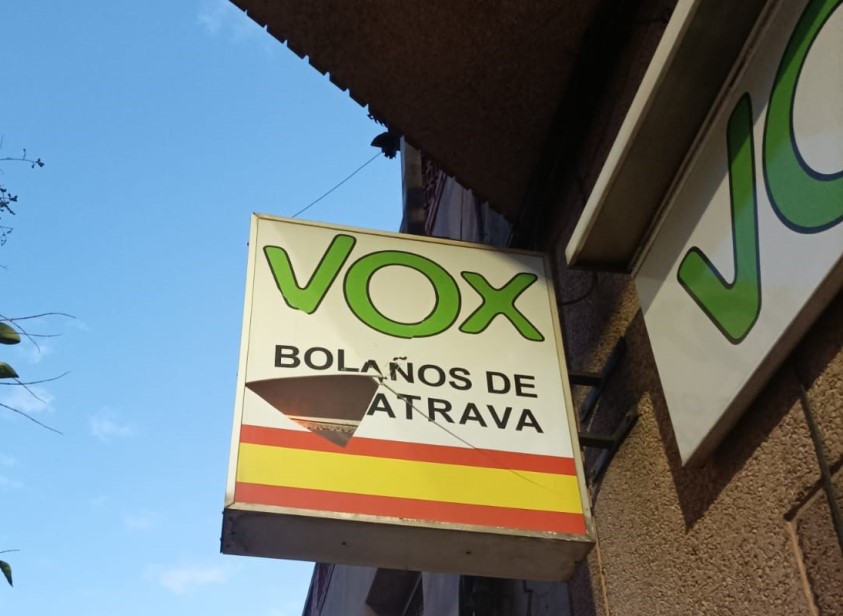 VOX
BOLAÑOS DE
ATRAVA
VO